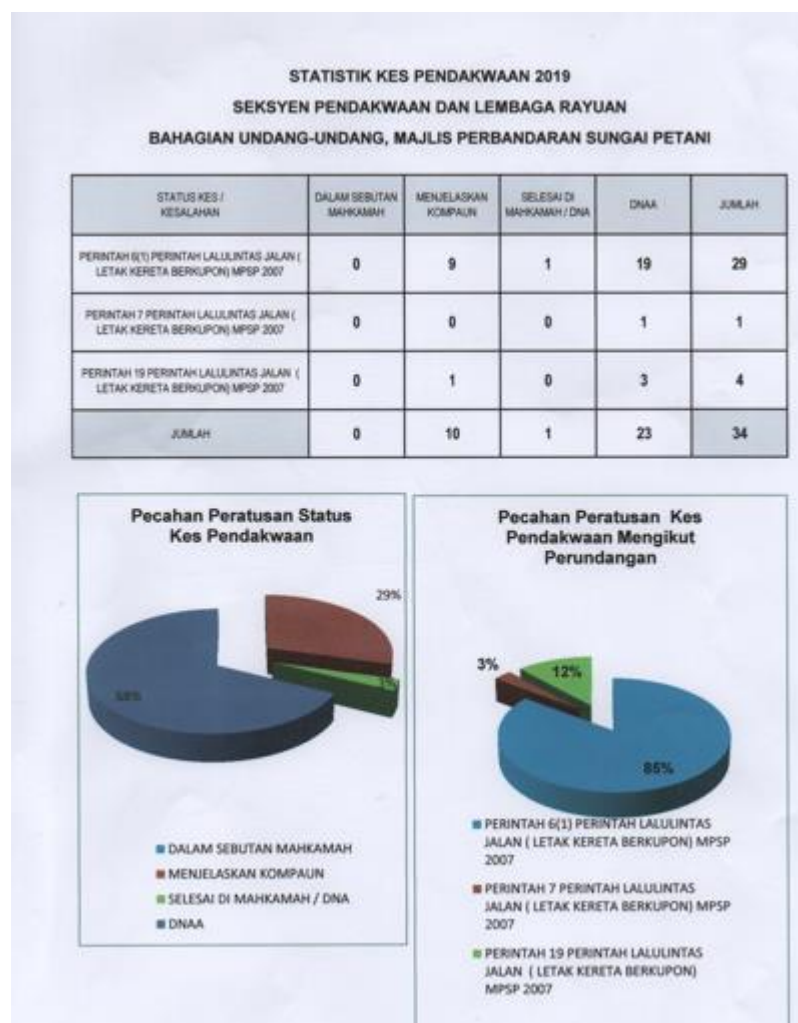 STATISTIK KES PENDAKWAAN 2019
SEKSYEN PENDAKWAAN DAN LEMBAGA RAYUAN
BAHAGIAN UNDANG-UNDANG, MAJLIS PERBANDARAN SUNGAI PETANI
STATUS KES / KESALAHAN
DALAM SEBUTAN MAHKAMAH
MENJELASKAN KOMPAUN
SELESAI DI MAHKAMAH / DNA
DNAA
JUMLAH
PERINTAH 6(1) PERINTAH LALULINTAS JALAN (
LETAK KERETA BERKUPON) MPSP 2007
0 9 1 19 29
PERINTAH 7 PERINTAH LALULINTAS JALAN (
LETAK KERETA BERKUPON) MPSP 2007
0 0 0 1 1
PERINTAH 19 PERINTAH LALULINTAS JALAN (
LETAK KERETA BERKUPON) MPSP 2007
0 1 0 3 4
JUMLAH 0 10 1 23 34
Pecahan Peratusan Status
Kes Pendakwaan
29%
68%
DALAM SEBUTAN MAHKAMAH
MENJELASKAN KOMPAUN
SELESAI DI MAHKAMAH / DNA
DNAA
Pecahan Peratusan Kes
Pendakwaan Mengikut
Perundangan
3%
12%
85%
PERINTAH 6(1) PERINTAH LALULINTAS
JALAN ( LETAK KERETA BERKUPON) MPSP
2007
PERINTAH 7 PERINTAH LALULINTAS
JALAN ( LETAK KERETA BERKUPON) MPSP
2007
PERINTAH 19 PERINTAH LALULINTAS
JALAN ( LETAK KERETA BERKUPON)
MPSP 2007